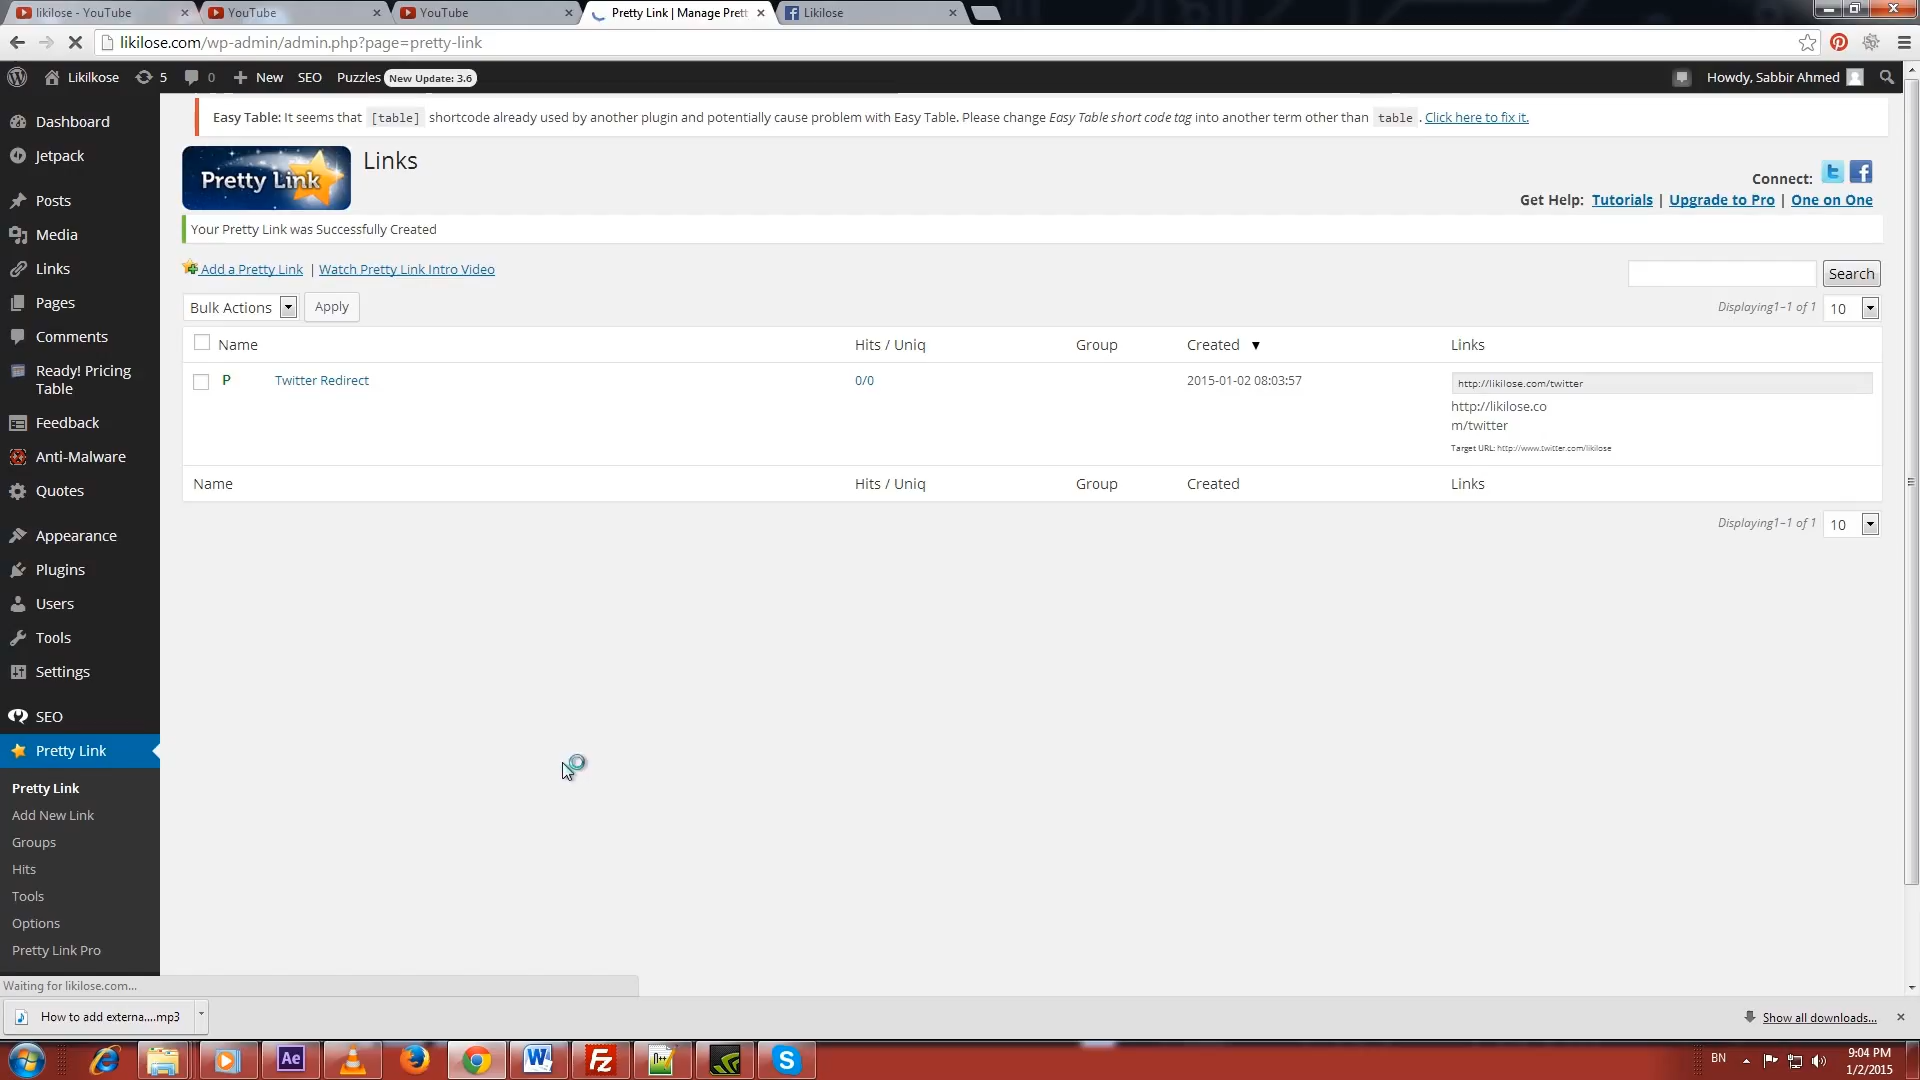 likilose - YouTube
YouTube
YouTube
Pretty Link | Manage Prett
Likilose
likilose.com/wp-admin/admin.php?page=pretty-link
Likilkose
5
0
New
SEO
Puzzles
New Update: 3.6
Howdy, Sabbir Ahmed
Easy Table: It seems that [table] shortcode already used by another plugin and potentially cause problem with Easy Table. Please change Easy Table short code tag into another term other than table . Click here to fix it.
Dashboard
Jetpack
Posts
Media
Links
Pages
Comments
Ready! Pricing
Table
Feedback
Anti-Malware
Quotes
Appearance
Plugins
Users
Tools
Settings
SEO
Pretty Link
Pretty Link
Add New Link
Groups
Hits
Tools
Options
Pretty Link Pro
Pretty Link
Links
Connect:
Get Help: Tutorials | Upgrade to Pro | One on One
Your Pretty Link was Successfully Created
Add a Pretty Link | Watch Pretty Link Intro Video
Search
Bulk Actions
Apply
Displaying1–1 of 1
10
Name
Hits / Uniq
Group
Created ▼
Links
P
Twitter Redirect
0/0
2015-01-02 08:03:57
http://likilose.com/twitter
http://likilose.co
m/twitter
Target URL: http://www.twitter.com/likilose
Name
Hits / Uniq
Group
Created
Links
Displaying1–1 of 1
10
Waiting for likilose.com...
How to add externa....mp3
Show all downloads...
Ae
W
Fz
n++
S
BN
9:04 PM
1/2/2015